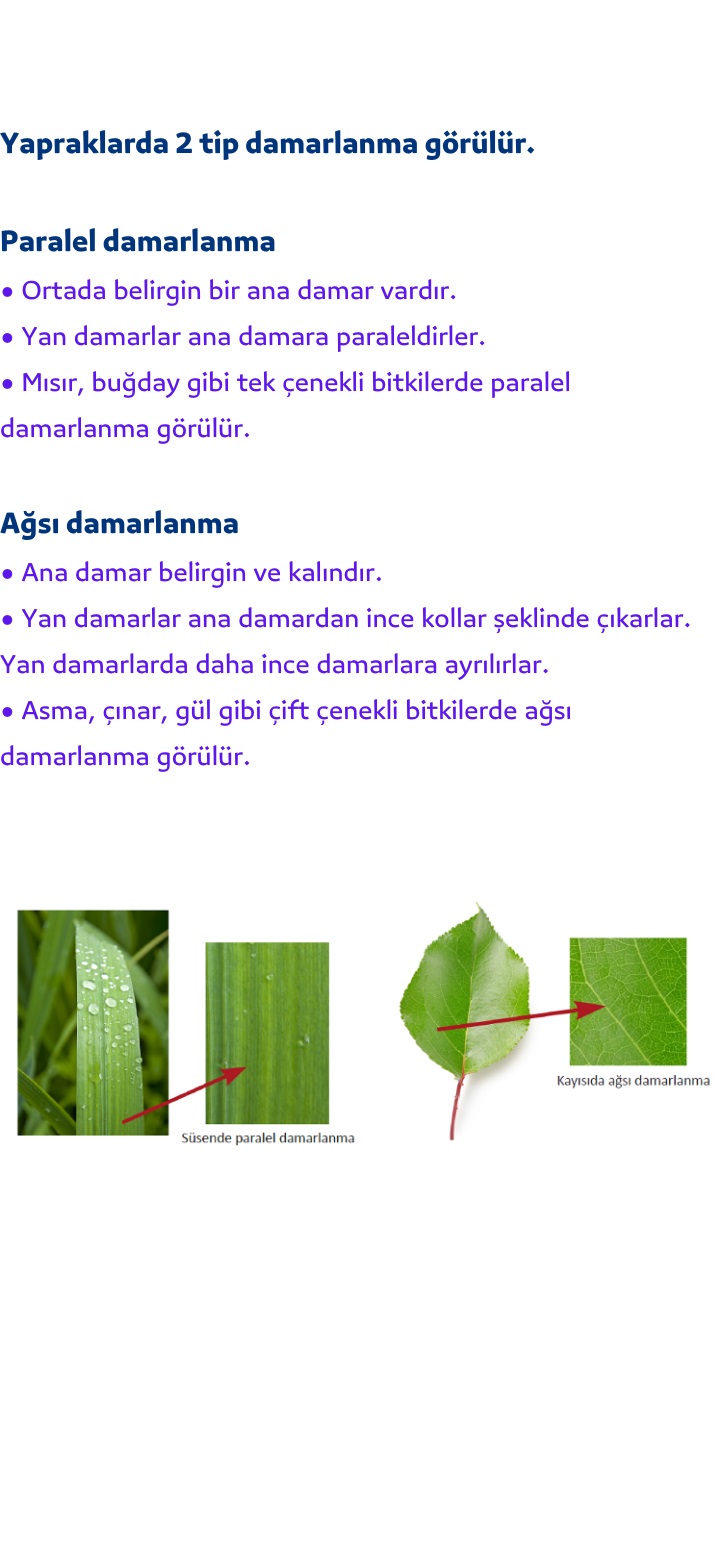 Yapraklarda 2 tip damarlanma görülür.
Paralel damarlanma
• Ortada belirgin bir ana damar vardır.
• Yan damarlar ana damara paraleldirler.
• Mısır, buğday gibi tek çenekli bitkilerde paralel
damarlanma görülür.
Ağsı damarlanma
• Ana damar belirgin ve kalındır.
• Yan damarlar ana damardan ince kollar şeklinde çıkarlar.
Yan damarlarda daha ince damarlara ayrılırlar.
• Asma, çınar, gül gibi çift çenekli bitkilerde ağsı
damarlanma görülür.
Süsende paralel damarlanma
Kayısıda ağsı damarlanma